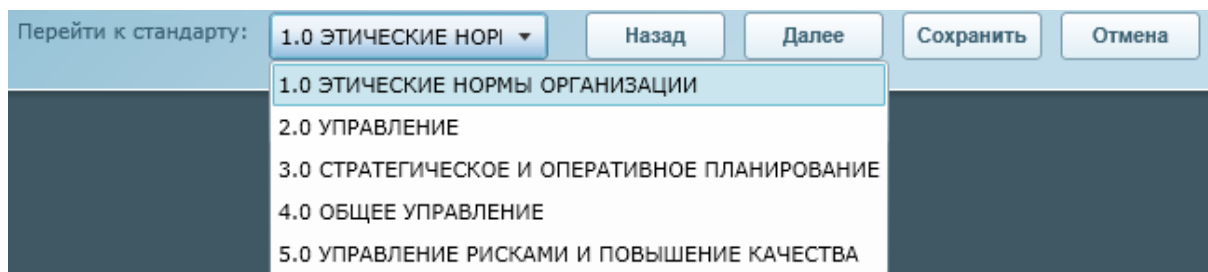 Перейти к стандарту: 1.0 ЭТИЧЕСКИЕ НОРІ Назад Далее Сохранить Отмена
1.0 ЭТИЧЕСКИЕ НОРМЫ ОРГАНИЗАЦИИ
2.0 УПРАВЛЕНИЕ
3.0 СТРАТЕГИЧЕСКОЕ И ОПЕРАТИВНОЕ ПЛАНИРОВАНИЕ
4.0 ОБЩЕЕ УПРАВЛЕНИЕ
5.0 УПРАВЛЕНИЕ РИСКАМИ И ПОВЫШЕНИЕ КАЧЕСТВА